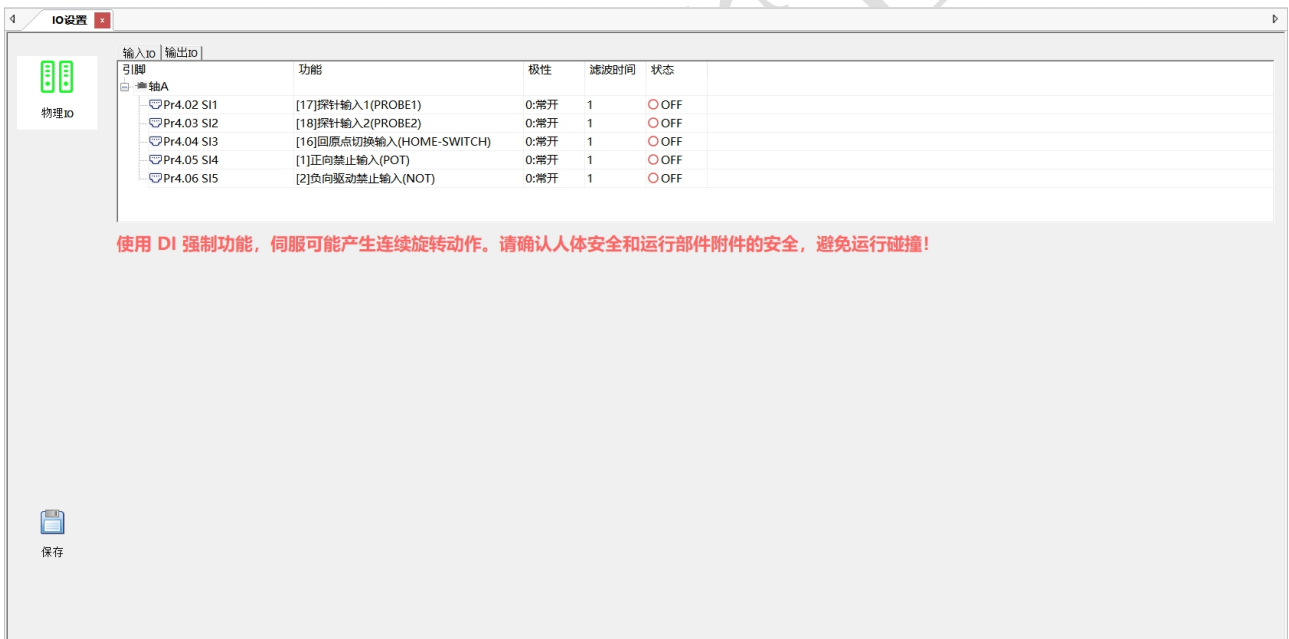 IO设置
物理IO
输入IO 输出IO
引脚 功能 极性 滤波时间 状态
轴A
Pr4.02 SI1 [17]探针输入1(PROBE1) 0:常开 1 OFF
Pr4.03 SI2 [18]探针输入2(PROBE2) 0:常开 1 OFF
Pr4.04 SI3 [16]回原点切换输入(HOME-SWITCH) 0:常开 1 OFF
Pr4.05 SI4 [1]正向禁止输入(POT) 0:常开 1 OFF
Pr4.06 SI5 [2]负向驱动禁止输入(NOT) 0:常开 1 OFF
使用 DI 强制功能，伺服可能产生连续旋转动作。请确认人体安全和运行部件附件的安全，避免运行碰撞！
保存